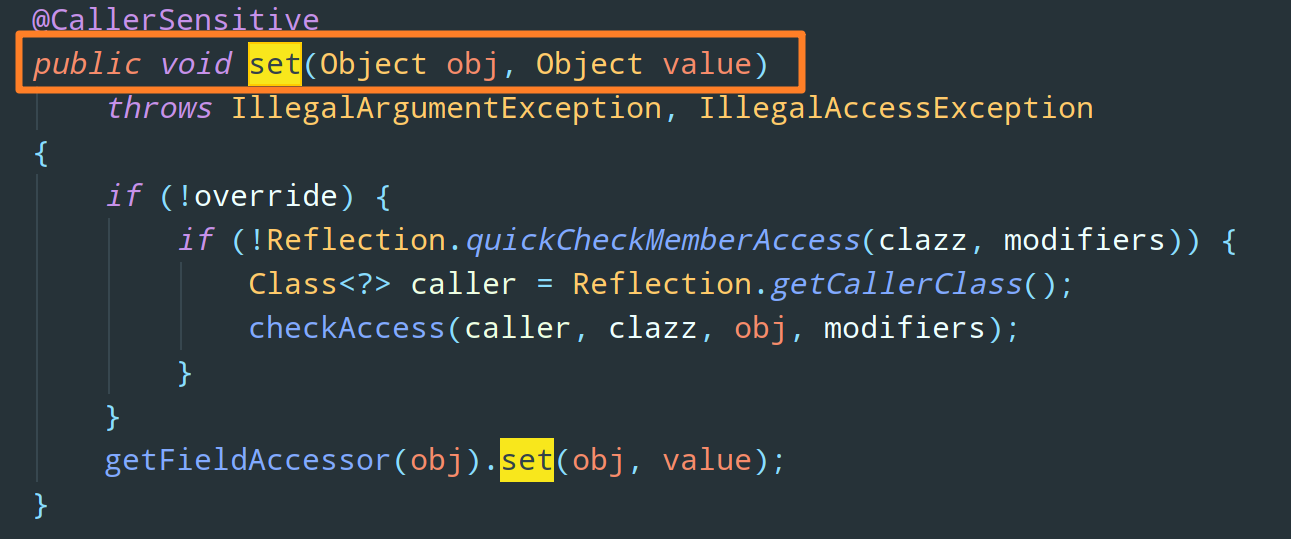 @CallerSensitive
public void set(Object obj, Object value)
    throws IllegalArgumentException, IllegalAccessException
{
    if (!override) {
        if (!Reflection.quickCheckMemberAccess(clazz, modifiers)) {
            Class<?> caller = Reflection.getCallerClass();
            checkAccess(caller, clazz, obj, modifiers);
        }
    }
    getFieldAccessor(obj).set(obj, value);
}